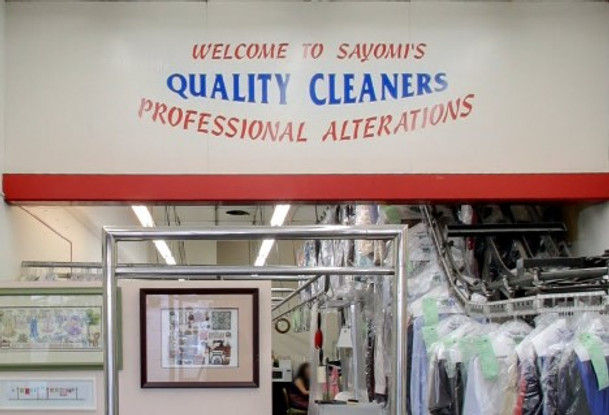 WELCOME TO SAYOMI'S
QUALITY CLEANERS
PROFESSIONAL ALTERATIONS